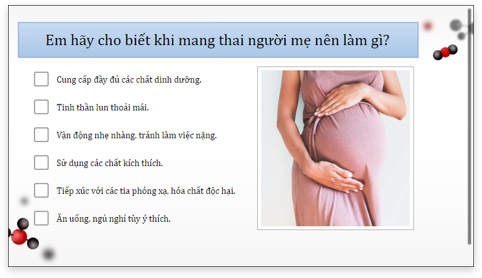 Em hãy cho biết khi mang thai người mẹ nên làm gì?
Cung cấp đầy đủ các chất dinh dưỡng.
Tinh thần lun thoải mái.
Vận động nhẹ nhàng, tránh làm việc nặng.
Sử dụng các chất kích thích.
Tiếp xúc với các tia phóng xạ, hóa chất độc hại.
Ăn uống, ngủ nghỉ tùy ý thích.